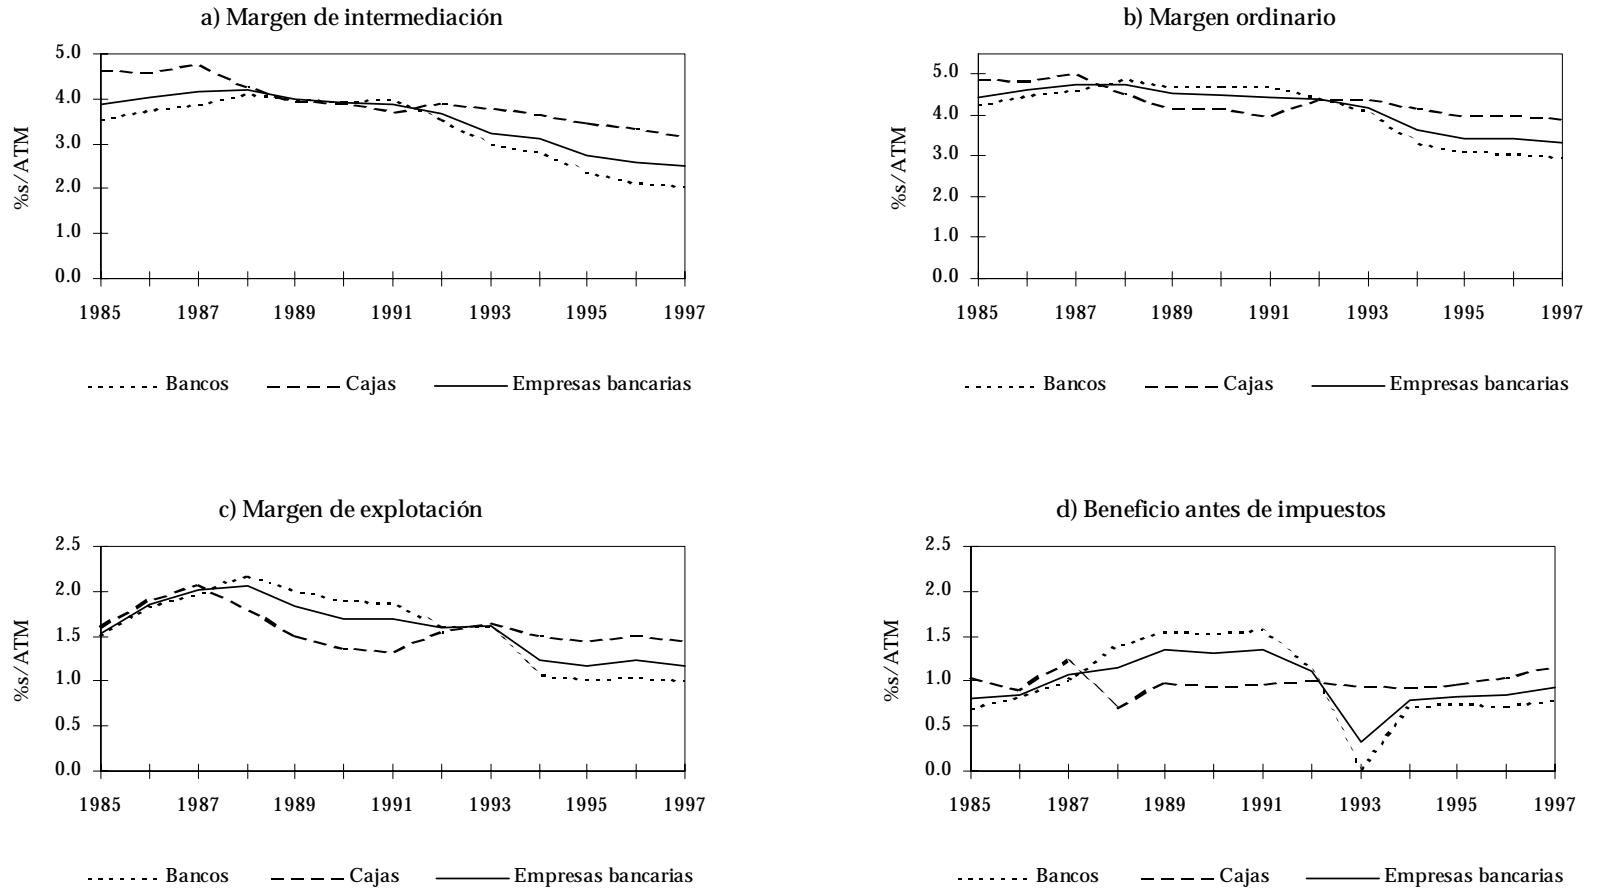 a) Margen de intermediación
5.0
4.0
3.0
2.0
1.0
0.0
%s/ATM
1985 1987 1989 1991 1993 1995 1997
Bancos Cajas Empresas bancarias
b) Margen ordinario
5.0
4.0
3.0
2.0
1.0
0.0
%s/ATM
1985 1987 1989 1991 1993 1995 1997
Bancos Cajas Empresas bancarias
c) Margen de explotación
2.5
2.0
1.5
1.0
0.5
0.0
%s/ATM
1985 1987 1989 1991 1993 1995 1997
Bancos Cajas Empresas bancarias
d) Beneficio antes de impuestos
2.5
2.0
1.5
1.0
0.5
0.0
%s/ATM
1985 1987 1989 1991 1993 1995 1997
Bancos Cajas Empresas bancarias